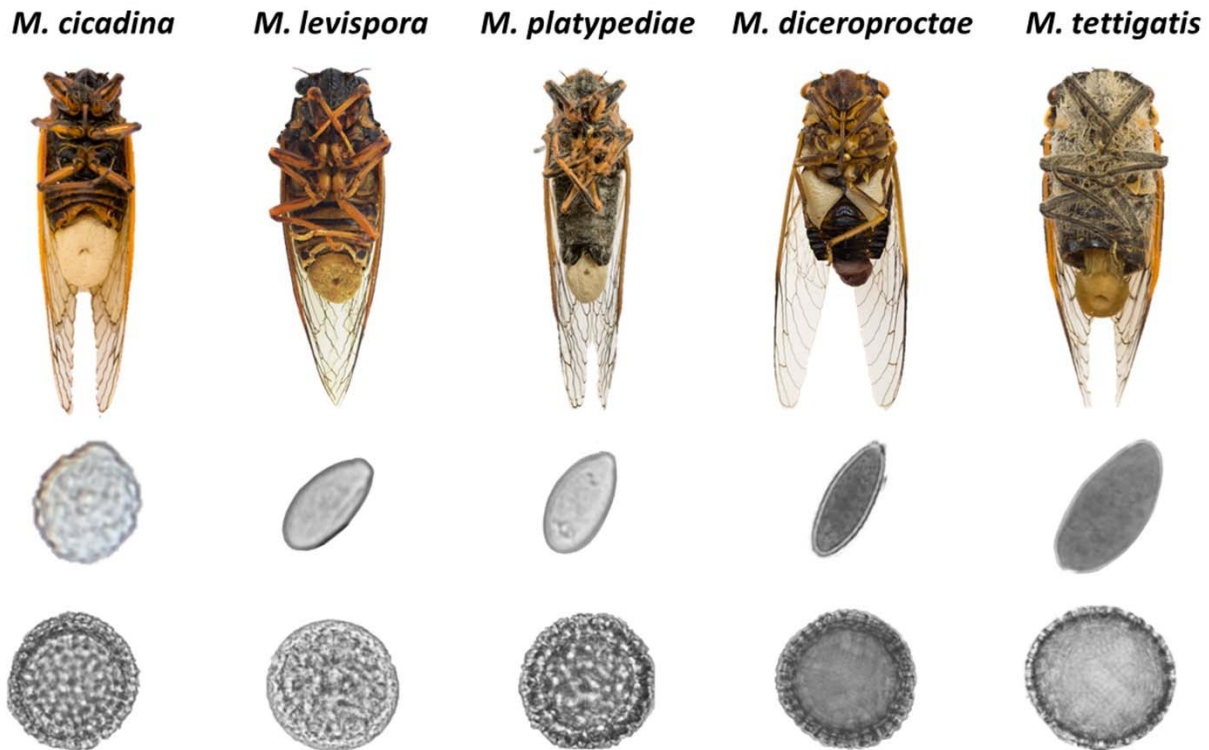 M. cicadina M. levispora M. platypediae M. diceroproctae M. tettigatis